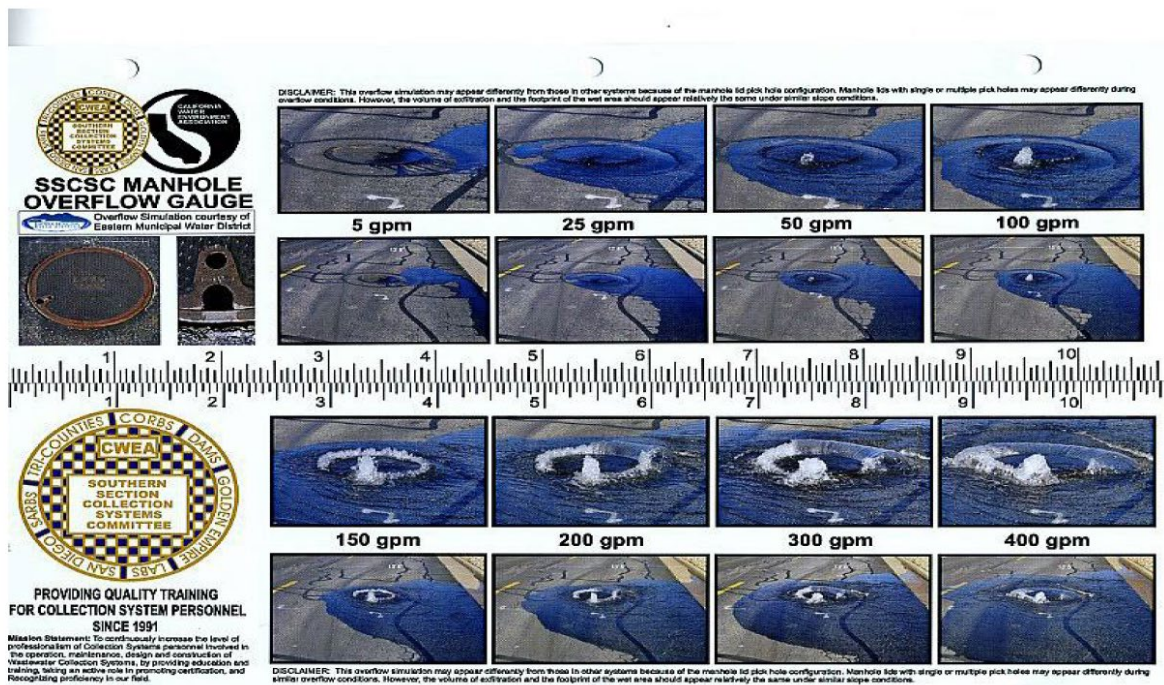 DISCLAIMER: This overflow simulation may appear differently from those in other systems because of the manhole lid pick hole configuration. Manhole lids with single or multiple pick holes may appear differently during
overflow conditions. However, the volume of exfiltration and the footprint of the wet area should appear relatively the same under similar slope conditions.
TRI-COUNTIES CORBS DAMS GOLDEN EMPIRE LABS SAN DIEGO SARBS
CWEA
SOUTHERN
SECTION
COLLECTION
SYSTEMS
COMMITTEE
CALIFORNIA
WATER
ENVIRONMENT
ASSOCIATION
SSCSC MANHOLE
OVERFLOW GAUGE
Overflow Simulation courtesy of
Eastern Municipal Water District
5 gpm 25 gpm 50 gpm 100 gpm
1 2 3 4 5 6 7 8 9 10
1 2 3 4 5 6 7 8 9 10
TRI-COUNTIES CORBS DAMS GOLDEN EMPIRE LABS SAN DIEGO SARBS
CWEA
SOUTHERN
SECTION
COLLECTION
SYSTEMS
COMMITTEE
150 gpm 200 gpm 300 gpm 400 gpm
PROVIDING QUALITY TRAINING
FOR COLLECTION SYSTEM PERSONNEL
SINCE 1991
Mission Statement: To continuously increase the level of
professionalism of Collection Systems personnel involved in
the operation, maintenance, design and construction of
Wastewater Collection Systems, by providing education and
training, taking an active role in promoting certification, and
Recognizing proficiency in our field.
DISCLAIMER: This overflow simulation may appear differently from those in other systems because of the manhole lid pick hole configuration. Manhole lids with single or multiple pick holes may appear differently during
similar overflow conditions. However, the volume of exfiltration and the footprint of the wet area should appear relatively the same under similar slope conditions.